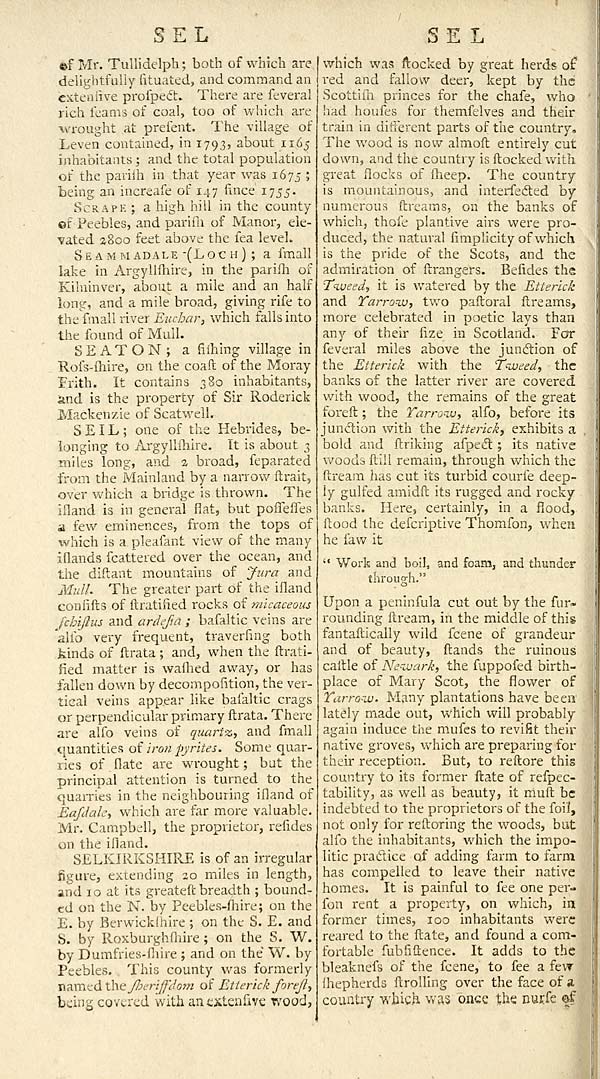 SEL
of Mr. Tullidelph; both of which are
delightfully ſituated, and command an
extenſive proſpect. There are ſeveral
rich ſeams of coal, too of which are
wrought at preſent. The village of
Leven contained, in 1793, about 1165
inhabitants; and the total population
of the pariſh in that year was 1675;
being an increaſe of 147 ſince 1755.
SCRAPE; a high hill in the county
of Peebles, and pariſh of Manor, ele-
vated 2800 feet above the ſea level.
SEAMMADALE-(LOCH); a ſmall
lake in Argyllſhire, in the pariſh of
Kilninver, about a mile and an half
long, and a mile broad, giving riſe to
the ſmall river Euchar, which falls into
the ſound of Mull.
SEATON; a fiſhing village in
Roſs-ſhire, on the coaſt of the Moray
Frith. It contains 380 inhabitants,
and is the property of Sir Roderick
Mackenzie of Scatwell.
SEIL; one of the Hebrides, be-
longing to Argyllſhire. It is about 3
miles long, and 2 broad, ſeparated
from the Mainland by a narrow ſtrait,
over which a bridge is thrown. The
iſland is in general flat, but poſſeſſes
a few eminences, from the tops of
which is a pleaſant view of the many
iſlands ſcattered over the ocean, and
the diſtant mountains of Jura and
Mull. The greater part of the iſland
conſiſts of ſtratified rocks of micaceous
ſchiſtus and ardeſia; baſaltic veins are
alſo very frequent, traverſing both
kinds of ſtrata; and, when the ſtrati-
fied matter is waſhed away, or has
fallen down by decompoſition, the ver-
tical veins appear like baſaltic crags
or perpendicular primary ſtrata. There
are alſo veins of quartz, and ſmall
quantities of iron pyrites. Some quar-
ries of ſlate are wrought; but the
principal attention is turned to the
quarries in the neighbouring iſland of
Eaſdale, which are far more valuable.
Mr. Campbell, the proprietor, reſides
on the iſland.
SELKIRKSHIRE is of an irregular
figure, extending 20 miles in length,
and 10 at its greateſt breadth; bound-
ed on the N. by Peebles-ſhire; on the
E. by Berwickſhire; on the S. E. and
S. by Roxburghſhire; on the S. W.
by Dumfries-ſhire; and on the W. by
Peebles. This county was formerly
named the ſheriffdom of Etterick foreſt,
being covered with an extenſive wood,
SEL
which was ſtocked by great herds of
red and fallow deer, kept by the
Scottiſh princes for the chaſe, who
had houſes for themſelves and their
train in different parts of the country.
The wood is now almoſt entirely cut
down, and the country is ſtocked with
great flocks of ſheep. The country
is mountainous, and interſected by
numerous ſtreams, on the banks of
which, thoſe plantive airs were pro-
duced, the natural ſimplicity of which
is the pride of the Scots, and the
admiration of ſtrangers. Beſides the
Tweed, it is watered by the Etterick
and Yarrow, two paſtoral ſtreams,
more celebrated in poetic lays than
any of their ſize in Scotland. For
ſeveral miles above the junction of
the Etterick with the Tweed, the
banks of the latter river are covered
with wood, the remains of the great
foreſt; the Yarrow, alſo, before its
junction with the Etterick, exhibits a
bold and ſtriking aſpect; its native
woods ſtill remain, through which the
ſtream has cut its turbid courſe deep-
ly gulfed amidſt its rugged and rocky
banks. Here, certainly, in a flood,
ſtood the deſcriptive Thomſon, when
he ſaw it
“ Work and boil, and foam, and thunder
through.”
Upon a peninſula cut out by the ſur-
rounding ſtream, in the middle of this
fantaſtically wild ſcene of grandeur
and of beauty, ſtands the ruinous
caſtle of Newark, the ſuppoſed birth-
place of Mary Scot, the flower of
Yarrow. Many plantations have been
lately made out, which will probably
again induce the muſes to reviſit their
native groves, which are preparing for
their reception. But, to reſtore this
country to its former ſtate of reſpec-
tability, as well as beauty, it muſt be
indebted to the proprietors of the ſoil,
not only for reſtoring the woods, but
alſo the inhabitants, which the impo-
litic practice of adding farm to farm
has compelled to leave their native
homes. It is painful to ſee one per-
ſon rent a property, on which, in
former times, 100 inhabitants were
reared to the ſtate, and found a com-
fortable ſubſiſtence. It adds to the
bleakneſs of the ſcene, to ſee a few
ſhepherds ſtrolling over the face of a
country which was once the nurſe of